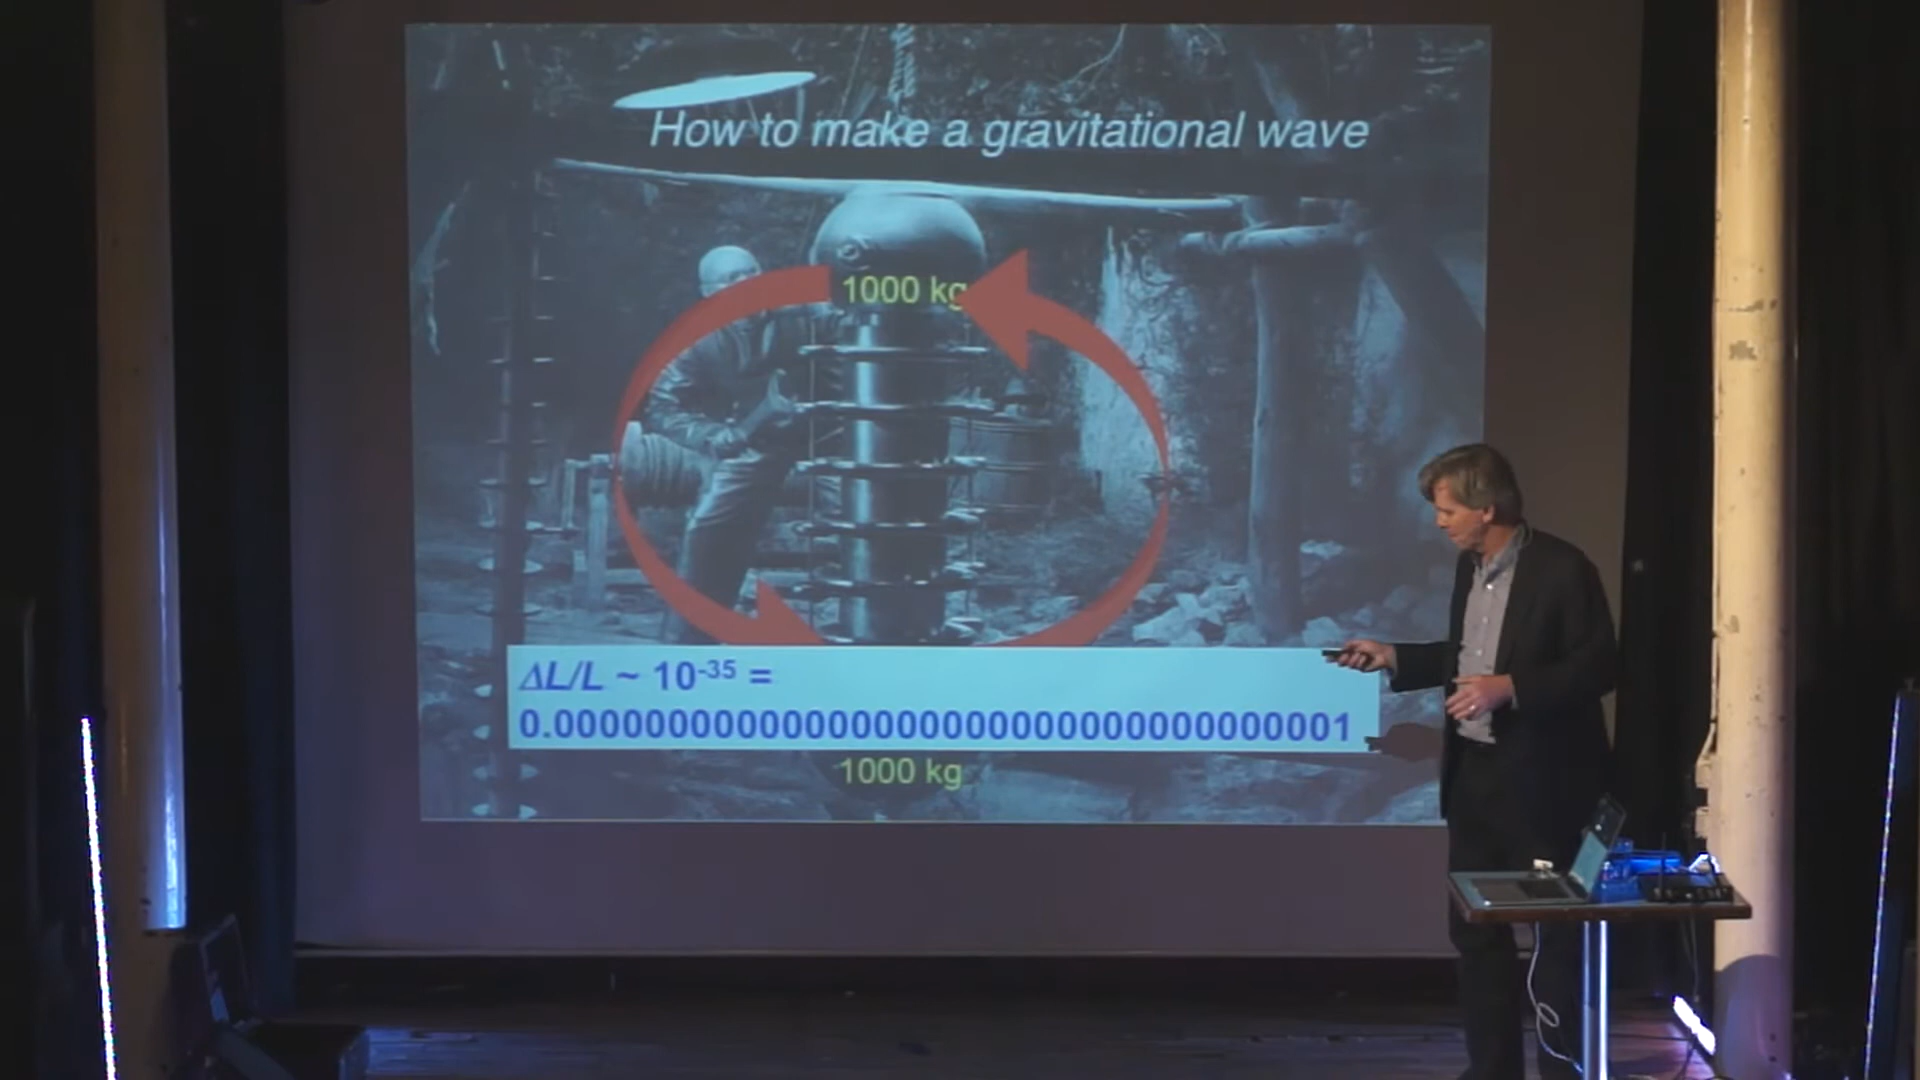 How to make a gravitational wave
1000 kg
ΔL/L ~ 10⁻³⁵ =
0.00000000000000000000000000000000001
1000 kg